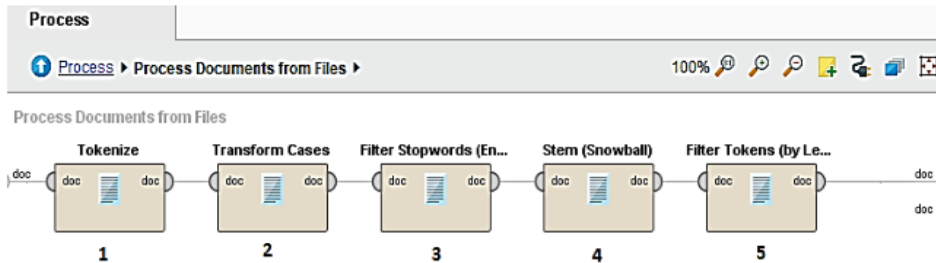 Process
Process ▸ Process Documents from Files ▸
100%
Process Documents from Files
Tokenize Transform Cases Filter Stopwords (En... Stem (Snowball) Filter Tokens (by Le...
doc doc doc doc doc doc doc doc doc doc doc doc
doc
1 2 3 4 5